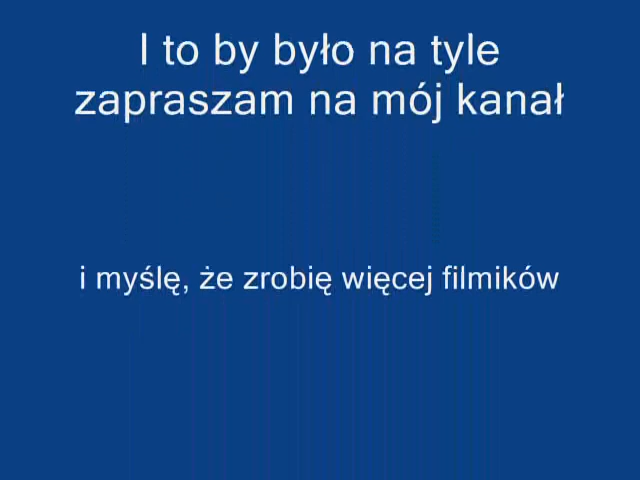 I to by było na tyle
zapraszam na mój kanał
i myślę, że zrobię więcej filmików